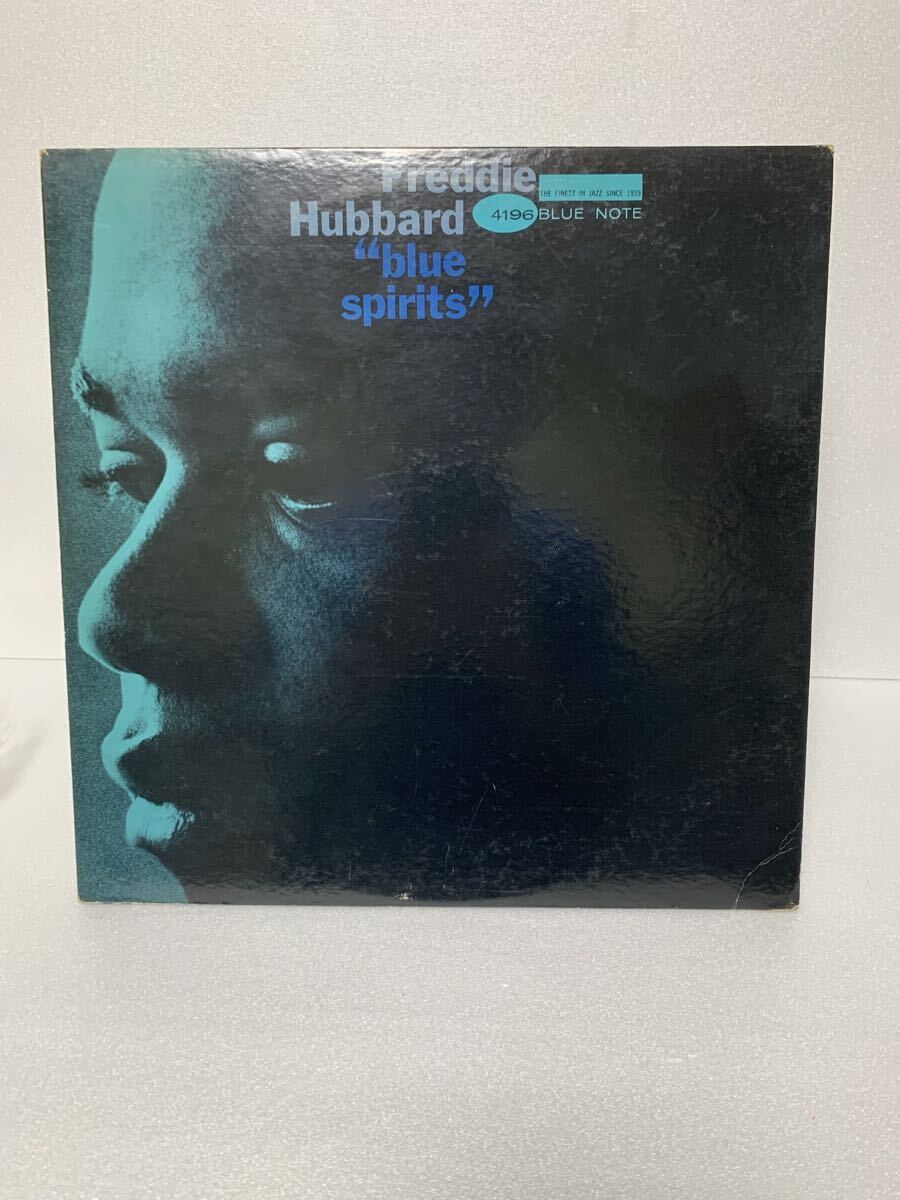 Freddie
Hubbard
“blue
spirits”
THE FINEST IN JAZZ SINCE 1939
4196 BLUE NOTE